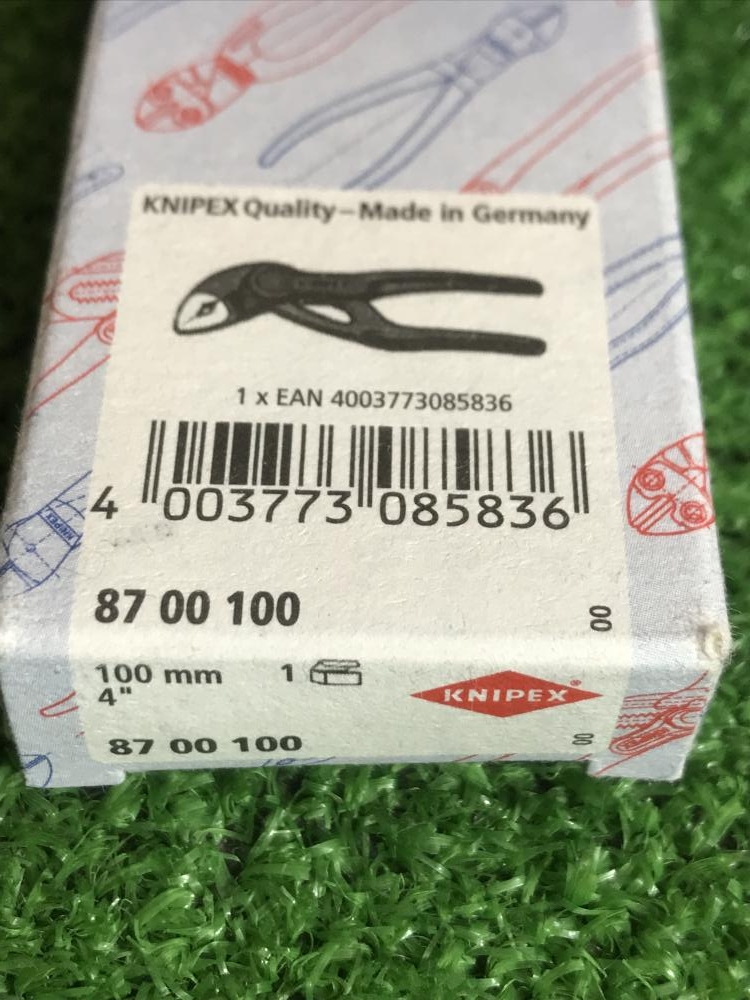 KNIPEX Quality–Made in Germany
1 x EAN 4003773085836
4 003773 085836
87 00 100
00
100 mm 1
4"
KNIPEX®
87 00 100
00
KNIPEX